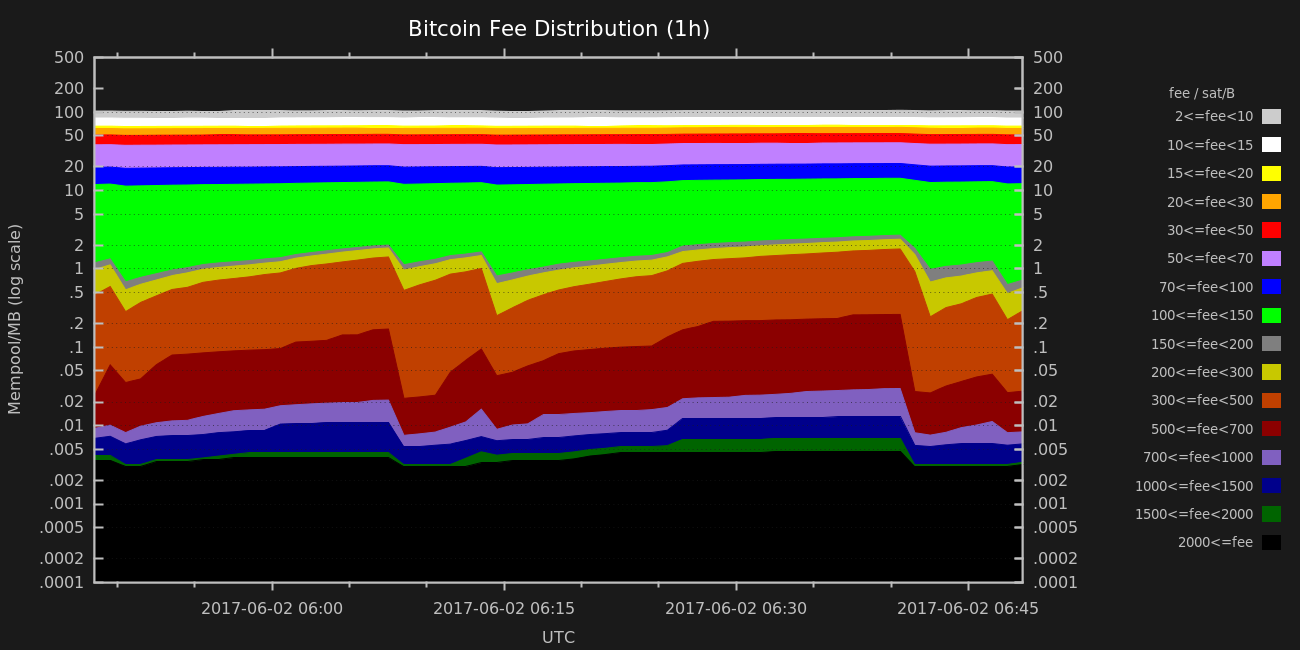 Bitcoin Fee Distribution (1h)
500 500
200 200
100 100
50 50
20 20
10 10
5 5
2 2
1 1
.5 .5
.2 .2
.1 .1
.05 .05
.02 .02
.01 .01
.005 .005
.002 .002
.001 .001
.0005 .0005
.0002 .0002
.0001 .0001
Mempool/MB (log scale)
2017-06-02 06:00 2017-06-02 06:15 2017-06-02 06:30 2017-06-02 06:45
UTC
fee / sat/B
2<=fee<10
10<=fee<15
15<=fee<20
20<=fee<30
30<=fee<50
50<=fee<70
70<=fee<100
100<=fee<150
150<=fee<200
200<=fee<300
300<=fee<500
500<=fee<700
700<=fee<1000
1000<=fee<1500
1500<=fee<2000
2000<=fee